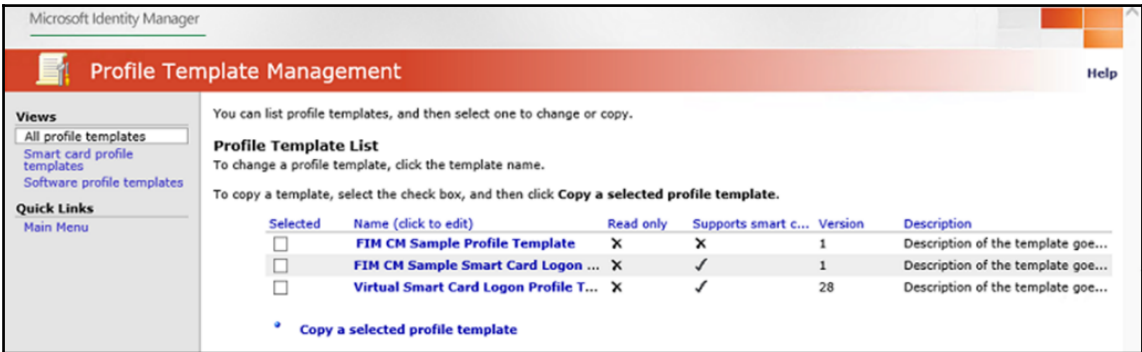 Microsoft Identity Manager
Profile Template Management
Help
Views
All profile templates
Smart card profile
templates
Software profile templates
Quick Links
Main Menu
You can list profile templates, and then select one to change or copy.
Profile Template List
To change a profile template, click the template name.
To copy a template, select the check box, and then click Copy a selected profile template.
Selected Name (click to edit) Read only Supports smart c... Version Description
FIM CM Sample Profile Template ✗ ✗ 1 Description of the template goe...
FIM CM Sample Smart Card Logon ... ✗ ✓ 1 Description of the template goe...
Virtual Smart Card Logon Profile T... ✗ ✓ 28 Description of the template goe...
Copy a selected profile template